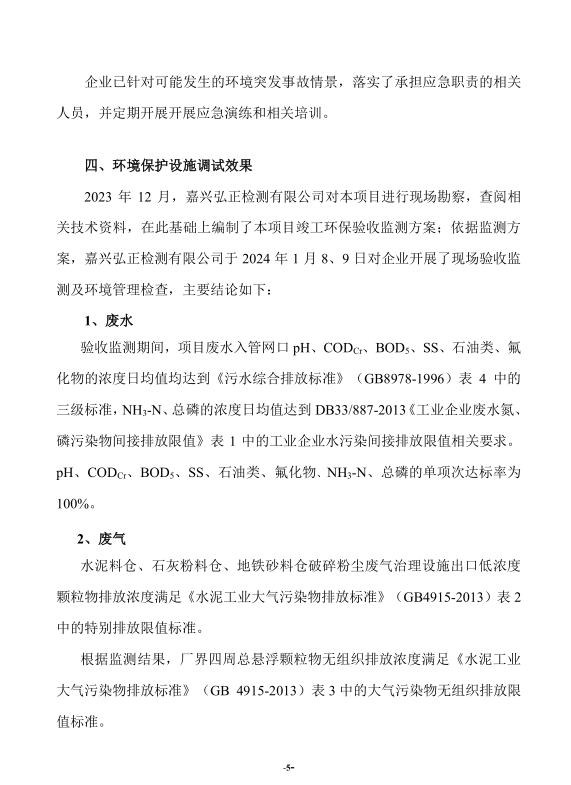 企业已针对可能发生的环境突发事故情景，落实了承担应急职责的相关
人员，并定期开展开展应急演练和相关培训。
四、环境保护设施调试效果
2023 年 12 月，嘉兴弘正检测有限公司对本项目进行现场勘察，查阅相
关技术资料，在此基础上编制了本项目竣工环保验收监测方案；依据监测方
案，嘉兴弘正检测有限公司于 2024 年 1 月 8、9 日对企业开展了现场验收监
测及环境管理检查，主要结论如下：
1、废水
验收监测期间，项目废水入管网口 pH、CODCr、BOD5、SS、石油类、氟
化物的浓度日均值均达到《污水综合排放标准》（GB8978-1996）表 4 中的
三级标准，NH3-N、总磷的浓度日均值达到 DB33/887-2013《工业企业废水氮、
磷污染物间接排放限值》表 1 中的工业企业水污染间接排放限值相关要求。
pH、CODCr、BOD5、SS、石油类、氟化物、NH3-N、总磷的单项次达标率为
100%。
2、废气
水泥料仓、石灰粉料仓、地铁砂料仓破碎粉尘废气治理设施出口低浓度
颗粒物排放浓度满足《水泥工业大气污染物排放标准》（GB4915-2013）表 2
中的特别排放限值标准。
根据监测结果，厂界四周总悬浮颗粒物无组织排放浓度满足《水泥工业
大气污染物排放标准》（GB 4915-2013）表 3 中的大气污染物无组织排放限
值标准。
-5-